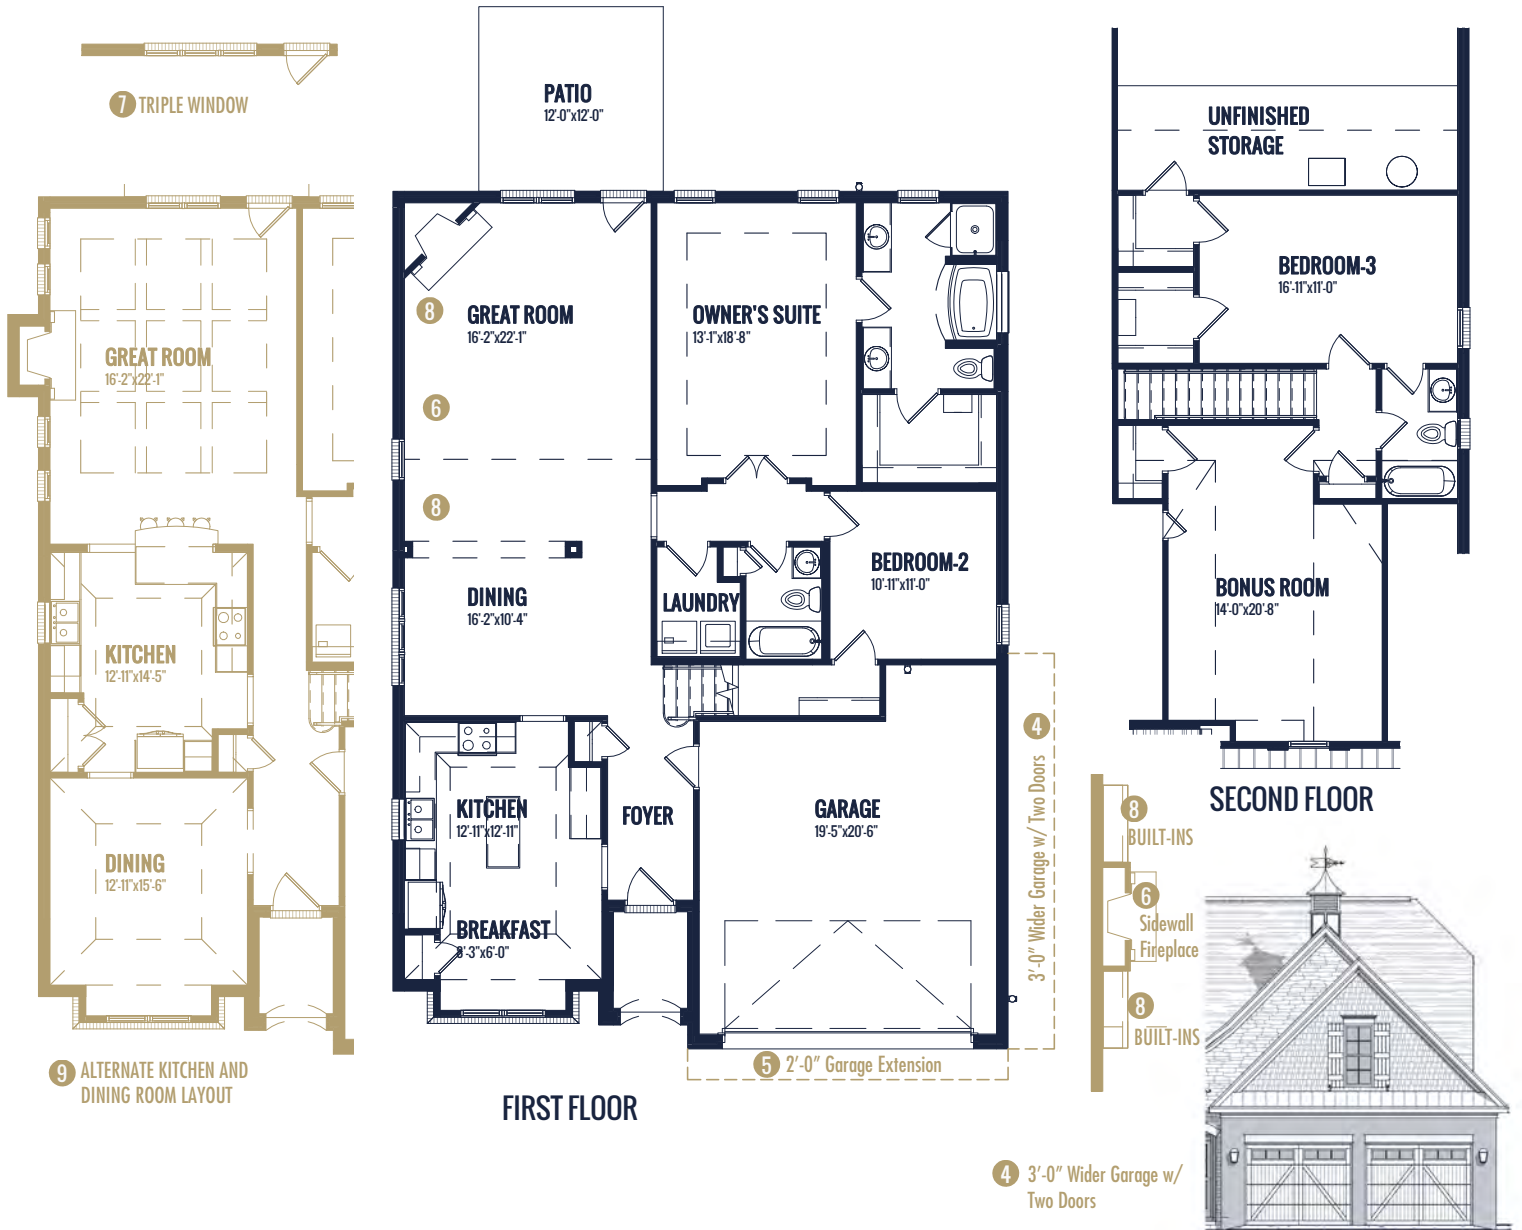 7 TRIPLE WINDOW
GREAT ROOM
16'-2"x22'-1"
KITCHEN
12'-11"x14'-5"
DINING
12'-11"x15'-6"
9 ALTERNATE KITCHEN AND
DINING ROOM LAYOUT
PATIO
12'-0"x12'-0"
8
GREAT ROOM
16'-2"x22'-1"
6
8
OWNER'S SUITE
13'-1"x18'-8"
DINING
16'-2"x10'-4"
LAUNDRY
BEDROOM-2
10'-11"x11'-0"
KITCHEN
12'-11"x12'-11"
FOYER
BREAKFAST
8'-3"x6'-0"
GARAGE
19'-5"x20'-6"
4
3'-0" Wider Garage w/ Two Doors
5 2'-0" Garage Extension
FIRST FLOOR
UNFINISHED
STORAGE
BEDROOM-3
16'-11"x11'-0"
BONUS ROOM
14'-0"x20'-8"
SECOND FLOOR
8
BUILT-INS
6
Sidewall
Fireplace
8
BUILT-INS
4 3'-0" Wider Garage w/
Two Doors